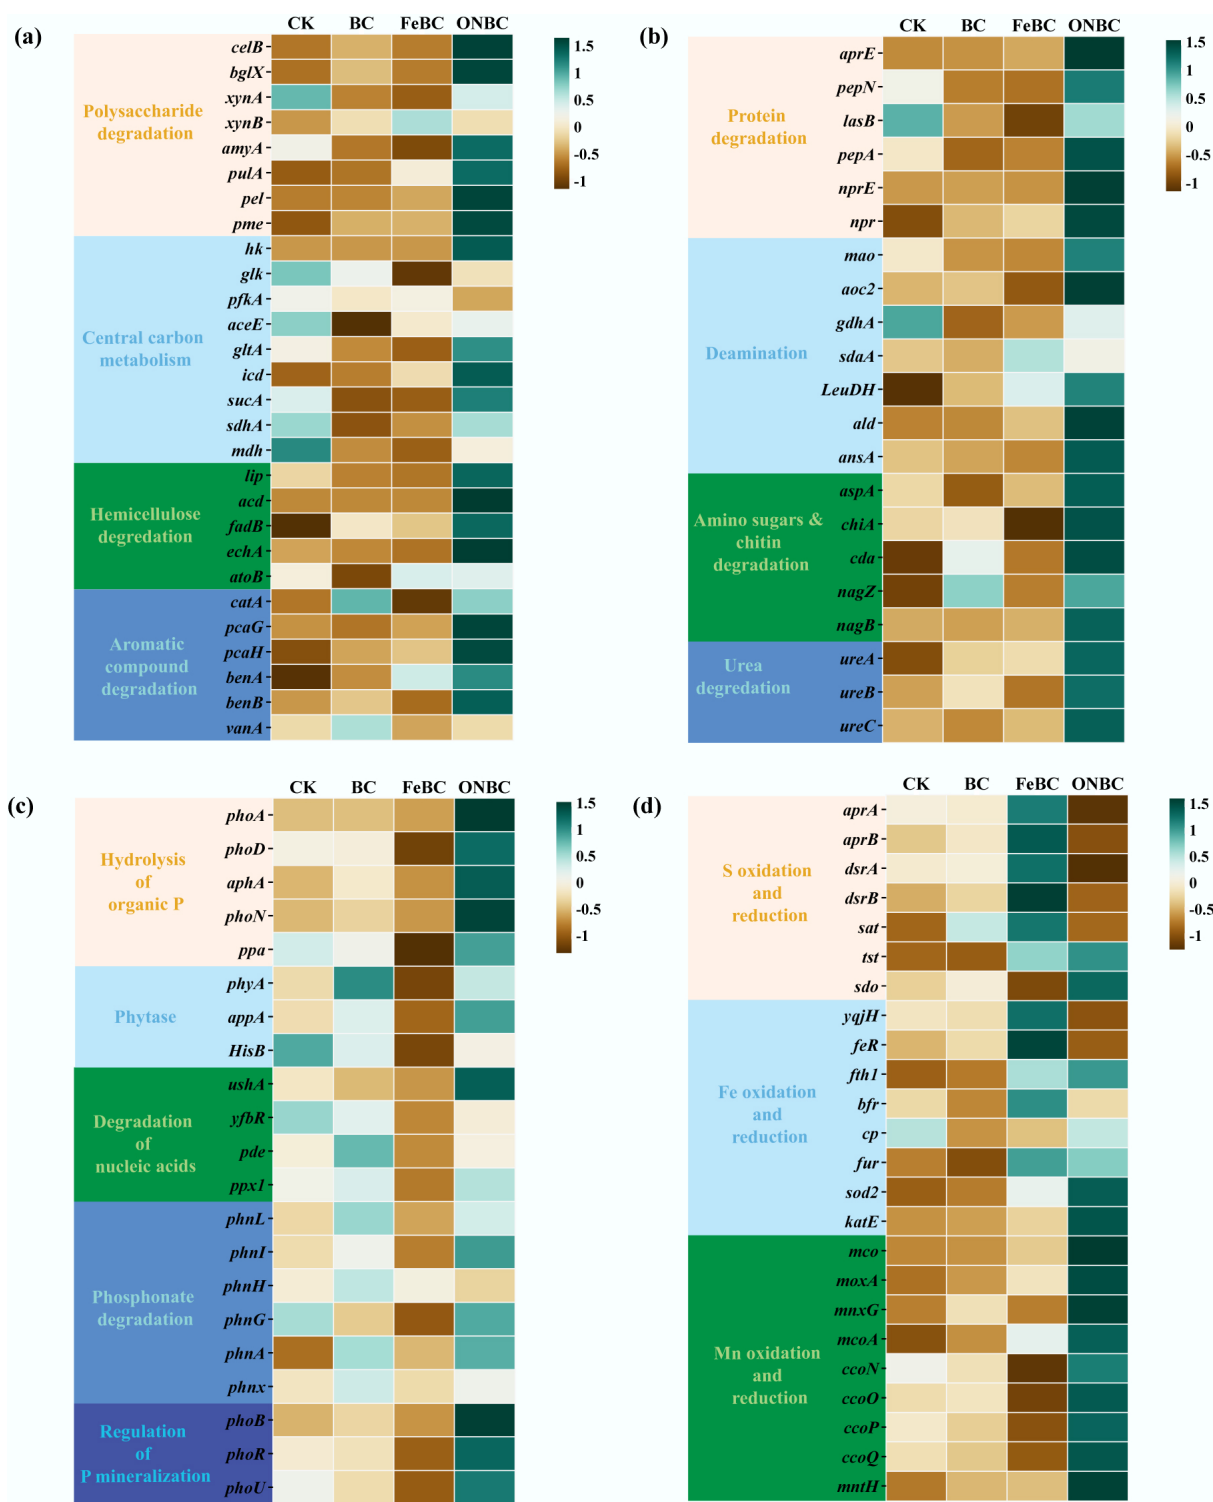 (a)
CK BC FeBC ONBC
Polysaccharide
degradation
celB
bglX
xynA
xynB
amyA
pulA
pel
pme
Central carbon
metabolism
hk
glk
pfkA
aceE
gltA
icd
sucA
sdhA
mdh
Hemicellulose
degredation
lip
acd
fadB
echA
atoB
Aromatic
compound
degradation
catA
pcaG
pcaH
benA
benB
vanA
1.5
1
0.5
0
-0.5
-1
(b)
CK BC FeBC ONBC
Protein
degradation
aprE
pepN
lasB
pepA
nprE
npr
Deamination
mao
aoc2
gdhA
sdaA
LeuDH
ald
ansA
Amino sugars &
chitin
degradation
aspA
chiA
cda
nagZ
nagB
Urea
degredation
ureA
ureB
ureC
1.5
1
0.5
0
-0.5
-1
(c)
CK BC FeBC ONBC
Hydrolysis
of
organic P
phoA
phoD
aphA
phoN
ppa
Phytase
phyA
appA
HisB
Degradation
of
nucleic acids
ushA
yfbR
pde
ppx1
Phosphonate
degradation
phnL
phnI
phnH
phnG
phnA
phnx
Regulation
of
P mineralization
phoB
phoR
phoU
1.5
1
0.5
0
-0.5
-1
(d)
CK BC FeBC ONBC
S oxidation
and
reduction
aprA
aprB
dsrA
dsrB
sat
tst
sdo
Fe oxidation
and
reduction
yqjH
feR
fth1
bfr
cp
fur
sod2
katE
Mn oxidation
and
reduction
mco
moxA
mnxG
mcoA
ccoN
ccoO
ccoP
ccoQ
mntH
1.5
1
0.5
0
-0.5
-1